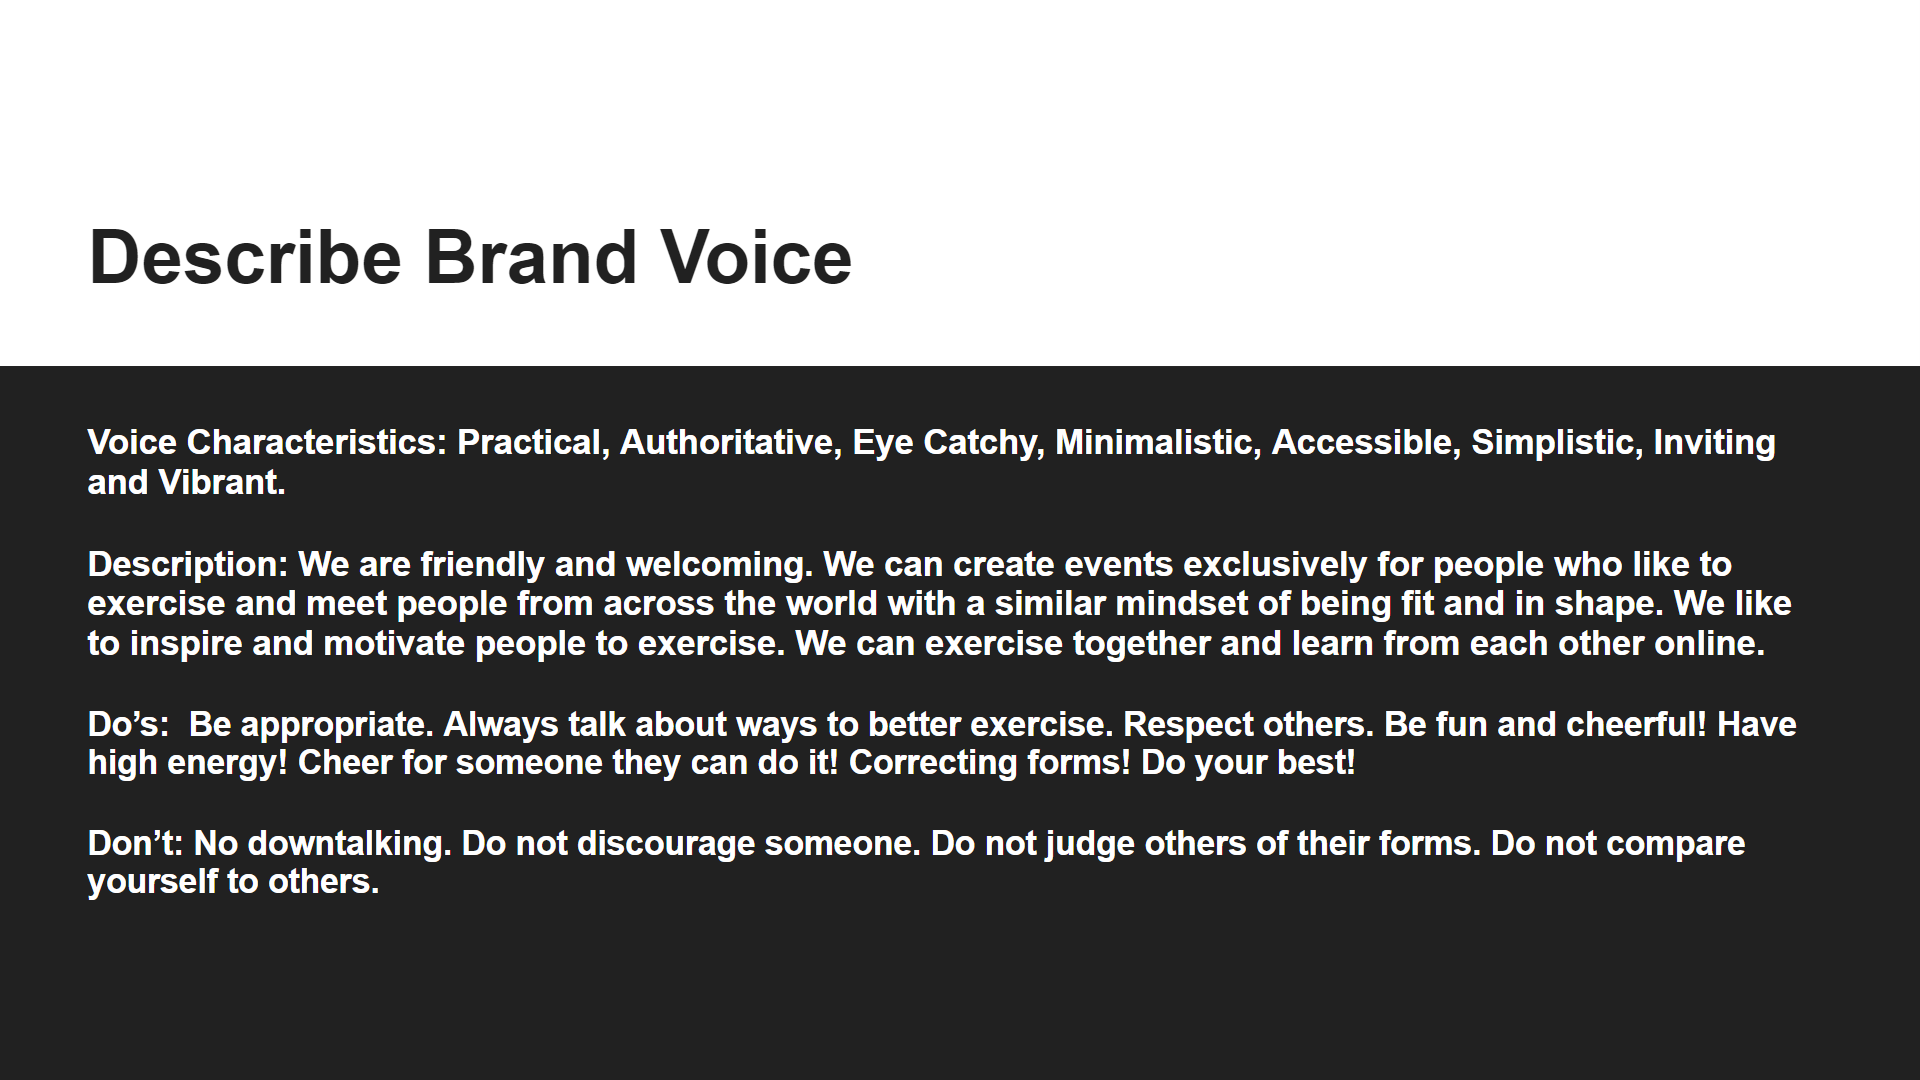 Describe Brand Voice
Voice Characteristics: Practical, Authoritative, Eye Catchy, Minimalistic, Accessible, Simplistic, Inviting
and Vibrant.
Description: We are friendly and welcoming. We can create events exclusively for people who like to
exercise and meet people from across the world with a similar mindset of being fit and in shape. We like
to inspire and motivate people to exercise. We can exercise together and learn from each other online.
Do’s:  Be appropriate. Always talk about ways to better exercise. Respect others. Be fun and cheerful! Have
high energy! Cheer for someone they can do it! Correcting forms! Do your best!
Don’t: No downtalking. Do not discourage someone. Do not judge others of their forms. Do not compare
yourself to others.